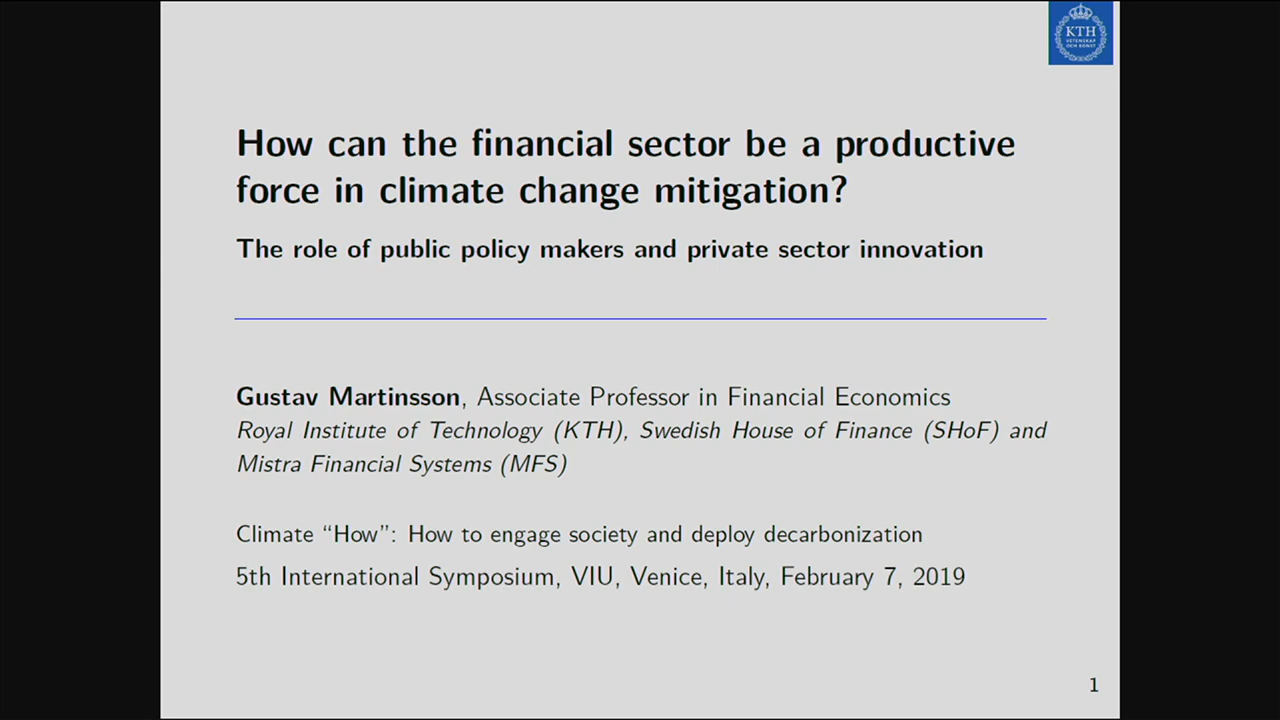 KTH
VETENSKAP
OCH KONST
How can the financial sector be a productive
force in climate change mitigation?
The role of public policy makers and private sector innovation
Gustav Martinsson, Associate Professor in Financial Economics
Royal Institute of Technology (KTH), Swedish House of Finance (SHoF) and
Mistra Financial Systems (MFS)
Climate “How”: How to engage society and deploy decarbonization
5th International Symposium, VIU, Venice, Italy, February 7, 2019
1